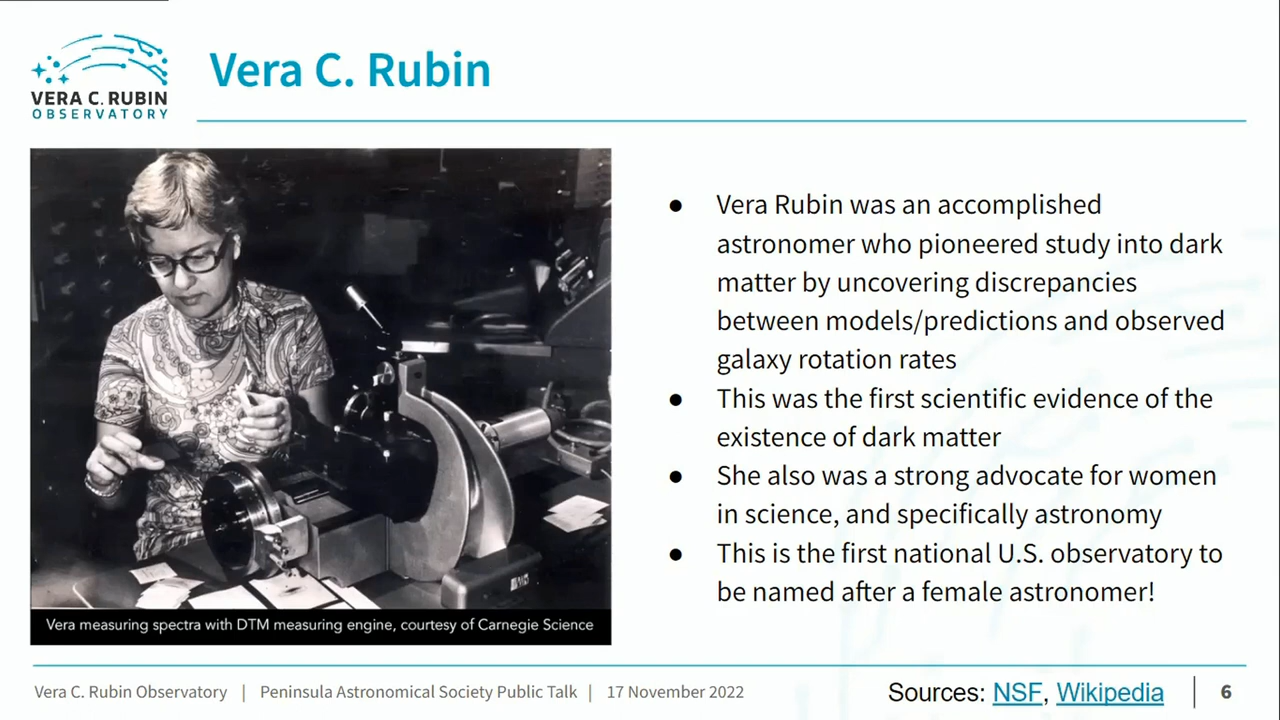 VERA C. RUBIN
OBSERVATORY
Vera C. Rubin
● Vera Rubin was an accomplished
astronomer who pioneered study into dark
matter by uncovering discrepancies
between models/predictions and observed
galaxy rotation rates
● This was the first scientific evidence of the
existence of dark matter
● She also was a strong advocate for women
in science, and specifically astronomy
● This is the first national U.S. observatory to
be named after a female astronomer!
Vera measuring spectra with DTM measuring engine, courtesy of Carnegie Science
Vera C. Rubin Observatory | Peninsula Astronomical Society Public Talk | 17 November 2022
Sources: NSF, Wikipedia | 6